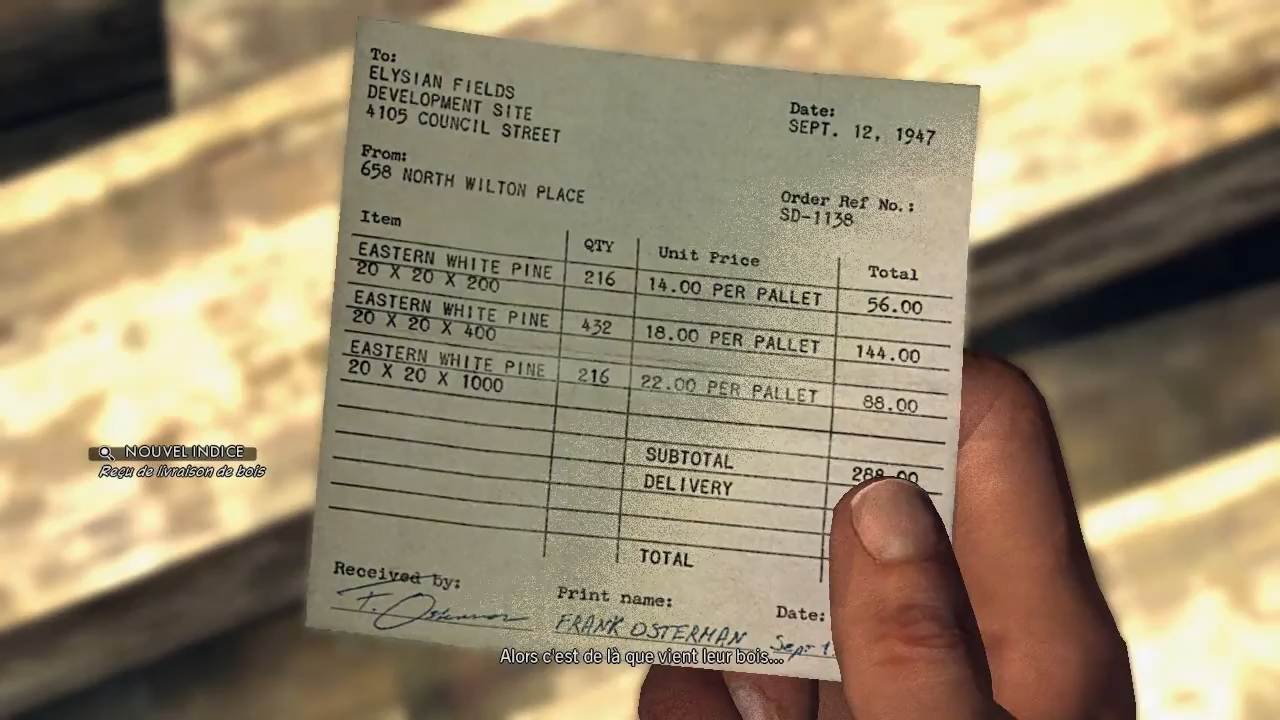 To:
ELYSIAN FIELDS
DEVELOPMENT SITE
4105 COUNCIL STREET
Date:
SEPT. 12, 1947
From:
658 NORTH WILTON PLACE
Order Ref No.:
SD-1138
Item QTY Unit Price Total
EASTERN WHITE PINE 216 14.00 PER PALLET 56.00
20 X 20 X 200
EASTERN WHITE PINE 432 18.00 PER PALLET 144.00
20 X 20 X 400
EASTERN WHITE PINE 216 22.00 PER PALLET 88.00
20 X 20 X 1000
SUBTOTAL 288.00
DELIVERY
TOTAL
NOUVEL INDICE
Reçu de livraison de bois
Received by:
F. Osterman
Print name:
FRANK OSTERMAN
Date:
Sept
Alors c'est de là que vient leur bois...